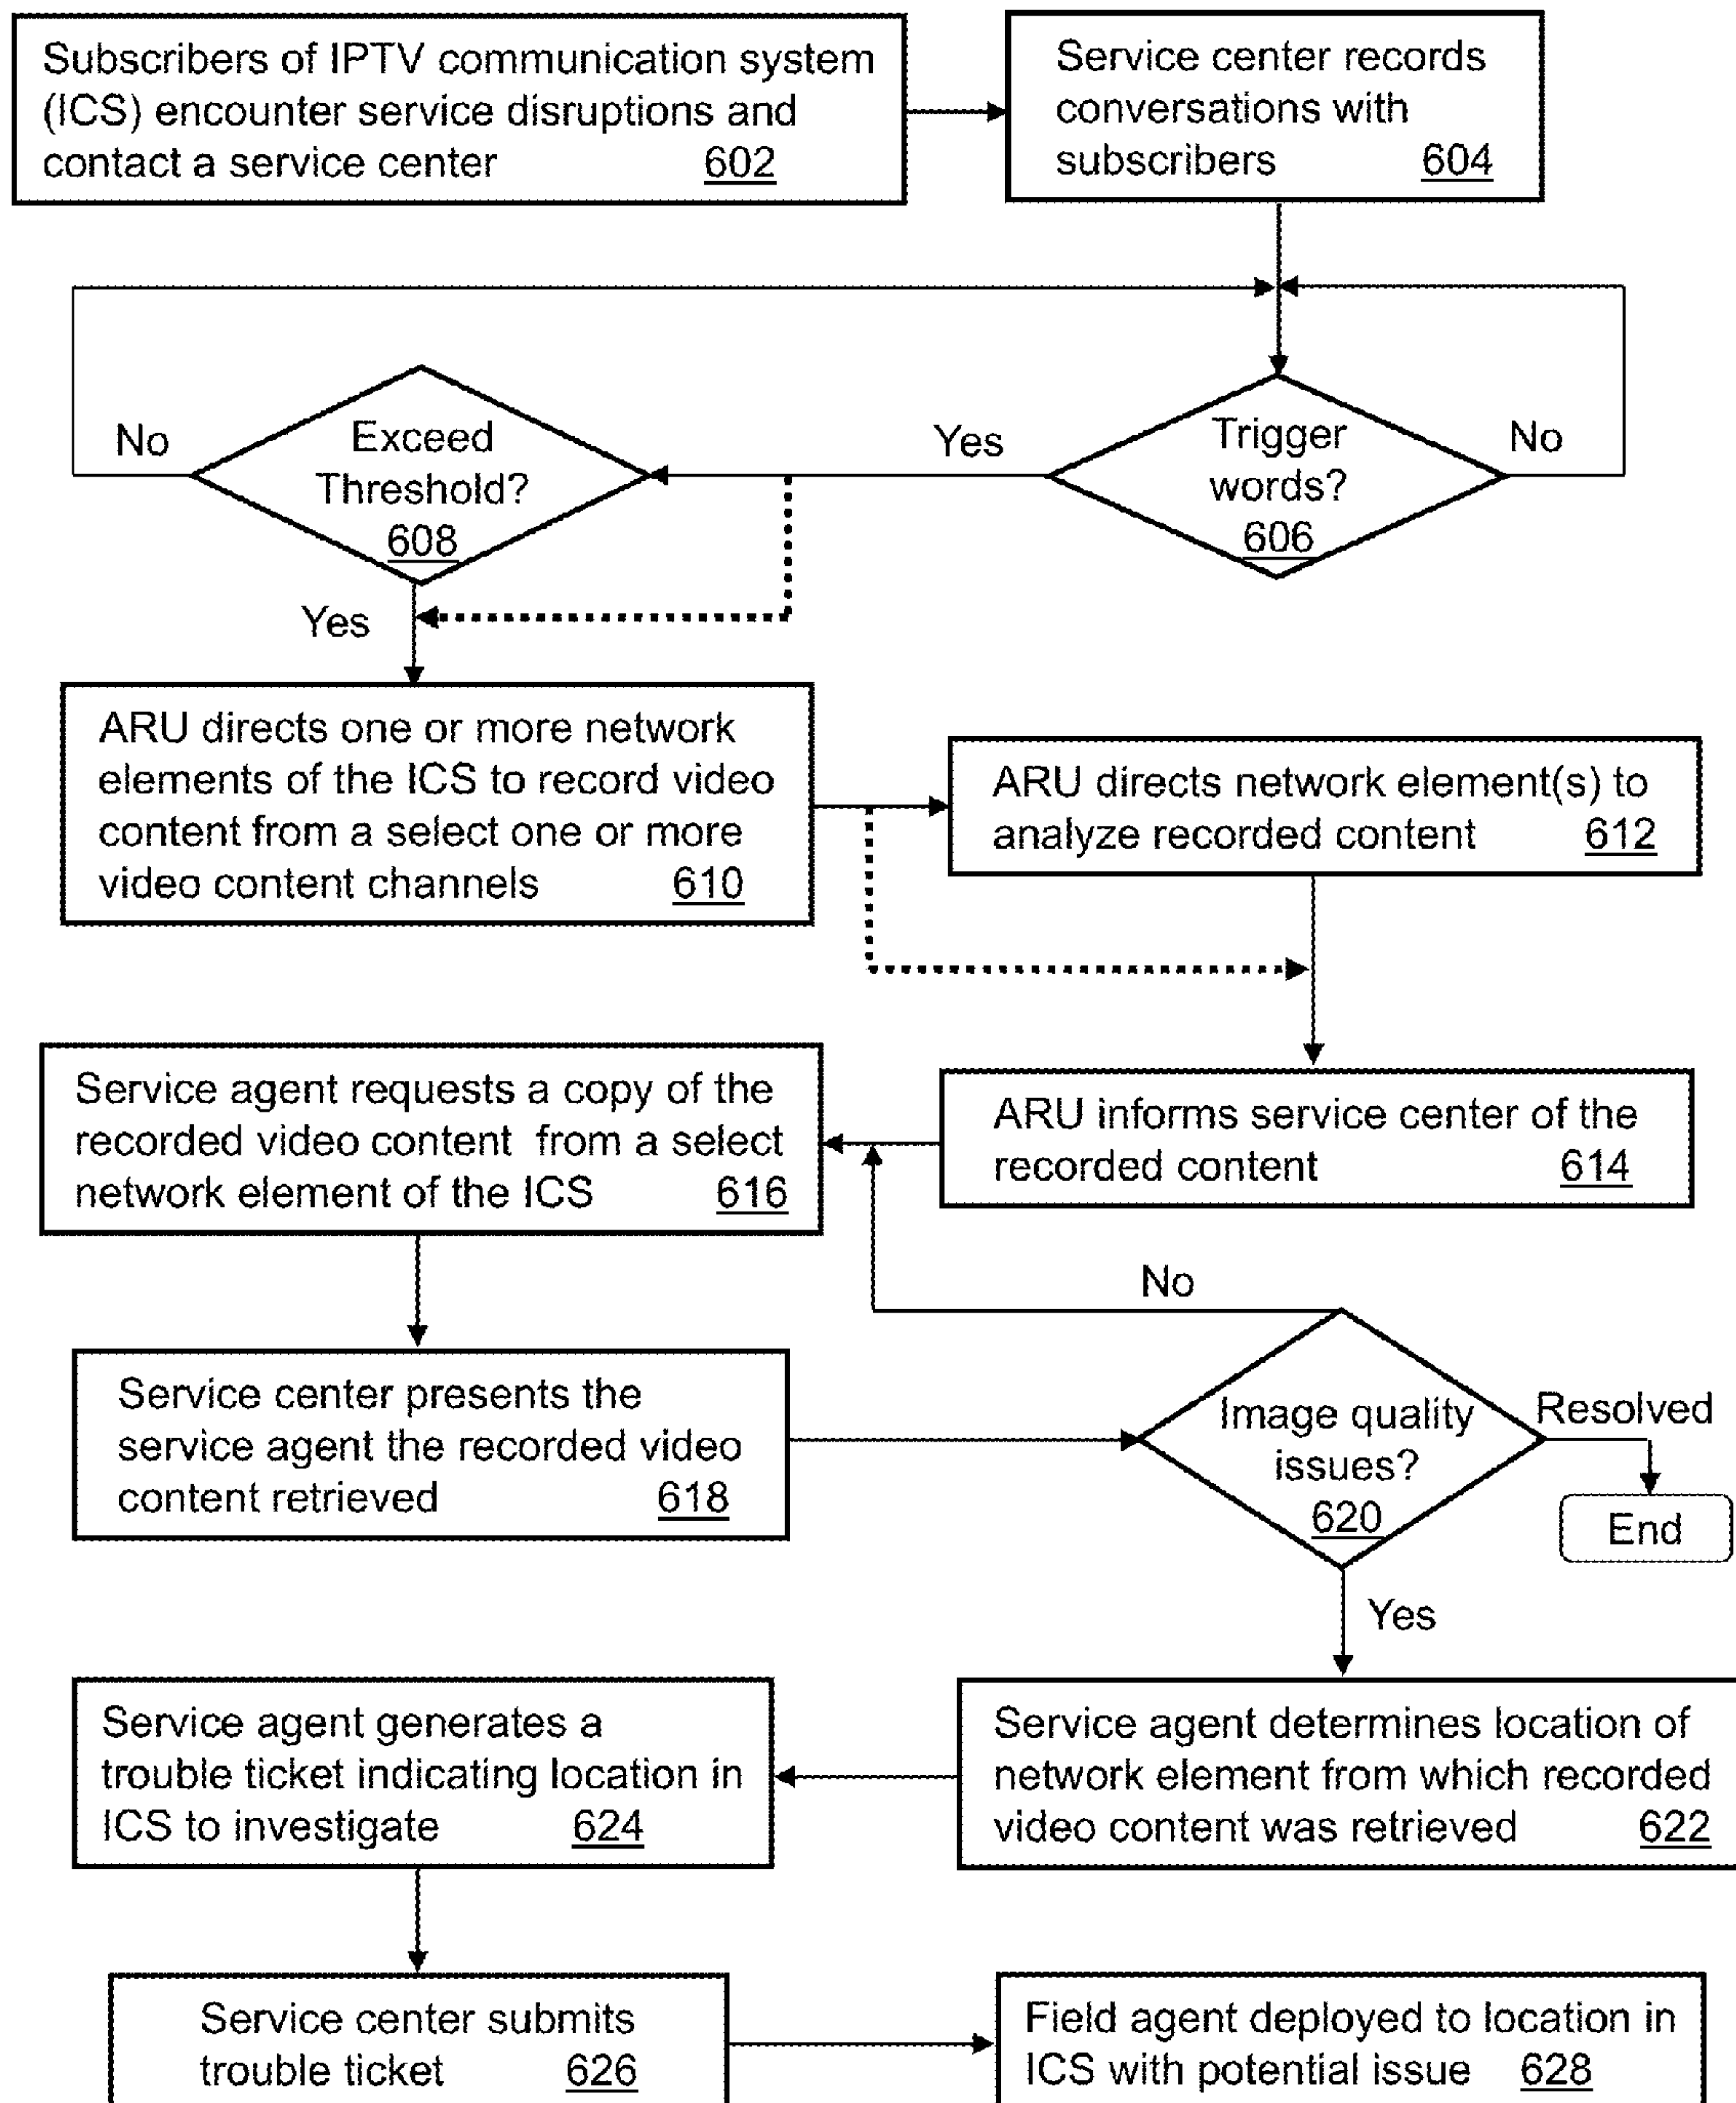 Subscribers of IPTV communication system
(ICS) encounter service disruptions and
contact a service center 602
Service center records
conversations with
subscribers 604
Trigger
words?
606
No
Yes
Exceed
Threshold?
608
No
Yes
ARU directs one or more network
elements of the ICS to record video
content from a select one or more
video content channels 610
ARU directs network element(s) to
analyze recorded content 612
ARU informs service center of the
recorded content 614
Service agent requests a copy of the
recorded video content from a select
network element of the ICS 616
Service center presents the
service agent the recorded video
content retrieved 618
No
Image quality
issues?
620
Resolved
End
Yes
Service agent determines location of
network element from which recorded
video content was retrieved 622
Service agent generates a
trouble ticket indicating location in
ICS to investigate 624
Service center submits
trouble ticket 626
Field agent deployed to location in
ICS with potential issue 628